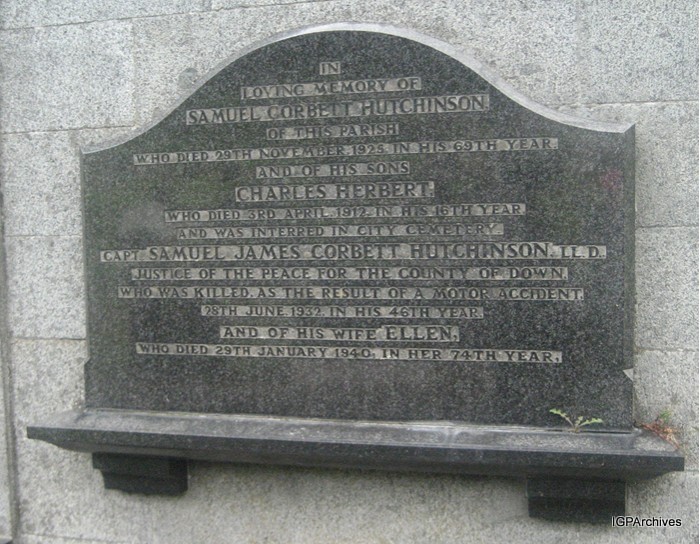 IN
LOVING MEMORY OF
SAMUEL CORBETT HUTCHINSON.
OF THIS PARISH
WHO DIED 29TH NOVEMBER 1925, IN HIS 69TH YEAR.
AND OF HIS SONS
CHARLES HERBERT,
WHO DIED 3RD APRIL 1912, IN HIS 16TH YEAR
AND WAS INTERRED IN CITY CEMETERY.
CAPT. SAMUEL JAMES CORBETT HUTCHINSON, LL.D.,
JUSTICE OF THE PEACE FOR THE COUNTY OF DOWN,
WHO WAS KILLED, AS THE RESULT OF A MOTOR ACCIDENT,
28TH JUNE 1932, IN HIS 46TH YEAR.
AND OF HIS WIFE ELLEN,
WHO DIED 29TH JANUARY 1940, IN HER 74TH YEAR,
IGPArchives